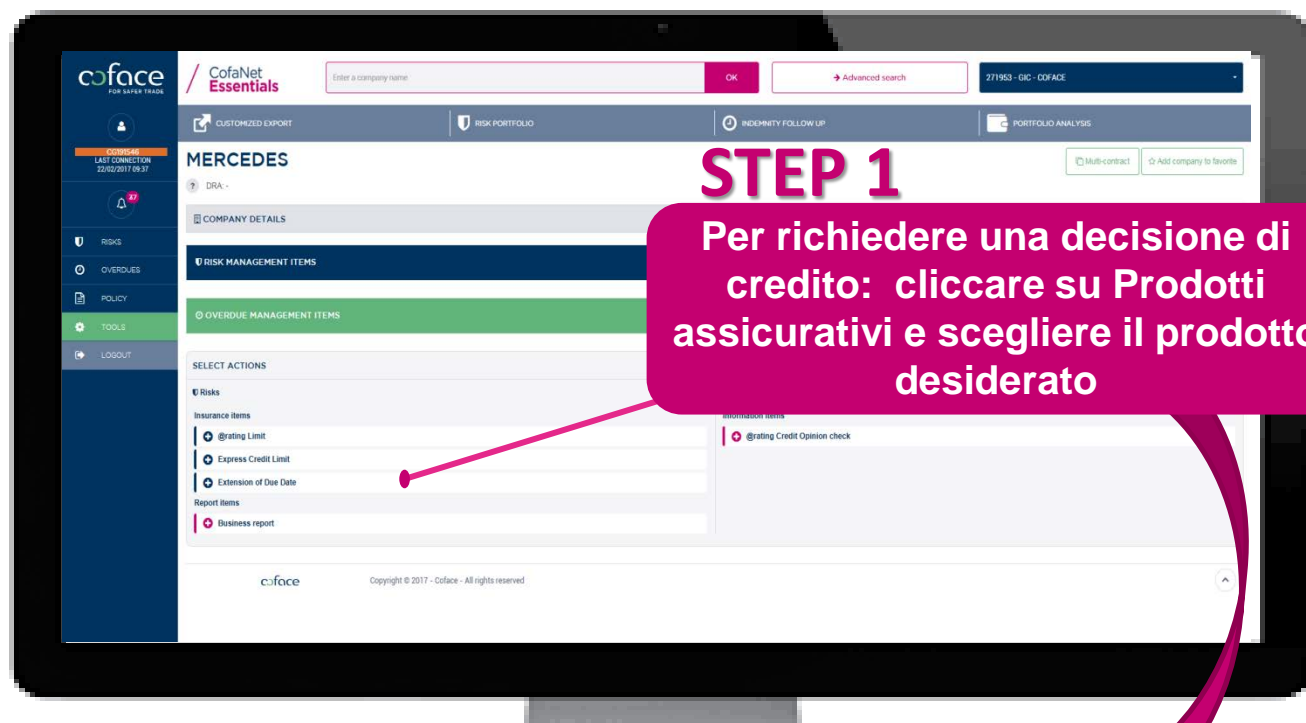 coface
FOR SAFER TRADE
CofaNet
Essentials
Enter a company name
OK
Advanced search
271953 - GIC - COFACE
CUSTOMIZED EXPORT
RISK PORTFOLIO
INDEMNITY FOLLOW UP
PORTFOLIO ANALYSIS
CG191546
LAST CONNECTION
22/02/2017 09:37
37
RISKS
OVERDUES
POLICY
TOOLS
LOGOUT
MERCEDES
? DRA: -
Multi-contract
Add company to favorite
STEP 1
Per richiedere una decisione di
credito: cliccare su Prodotti
assicurativi e scegliere il prodotto
desiderato
COMPANY DETAILS
RISK MANAGEMENT ITEMS
OVERDUE MANAGEMENT ITEMS
SELECT ACTIONS
Risks
Insurance items
@rating Limit
Express Credit Limit
Extension of Due Date
Report items
Business report
Information items
@rating Credit Opinion check
coface
Copyright © 2017 - Coface - All rights reserved